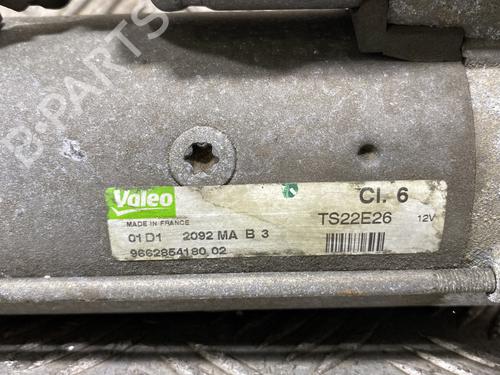 B-PARTS
Valeo
Cl. 6
MADE IN FRANCE
TS22E26 12V
01 D1 2092 MA B 3
9662854180.02